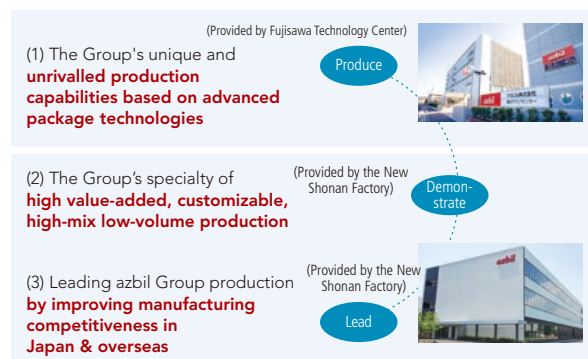 (Provided by Fujisawa Technology Center)
(1) The Group's unique and
unrivalled production
capabilities based on advanced
package technologies
Produce
azbil
azbil
(2) The Group’s specialty of
high value-added, customizable,
high-mix low-volume production
(Provided by the New
Shonan Factory)
Demon-
strate
(3) Leading azbil Group production
by improving manufacturing
competitiveness in
Japan & overseas
(Provided by the New
Shonan Factory)
Lead
azbil